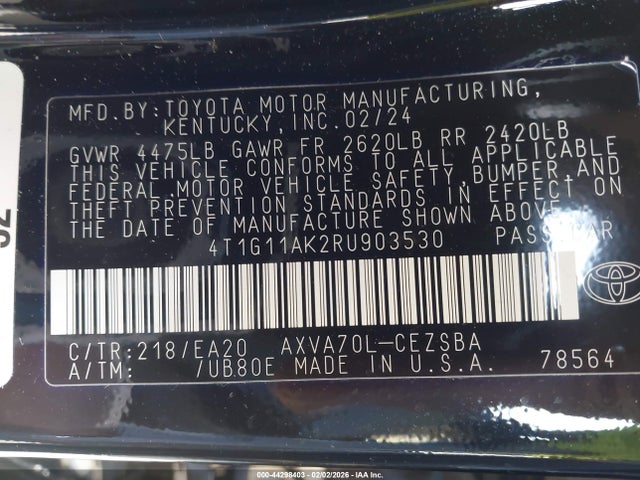 MFD.BY:TOYOTA MOTOR MANUFACTURING,
KENTUCKY,INC.02/24
GVWR 4475LB GAWR FR 2620LB RR 2420LB
THIS VEHICLE CONFORMS TO ALL APPLICABLE
FEDERAL MOTOR VEHICLE SAFETY,BUMPER,AND
THEFT PREVENTION STANDARDS IN EFFECT ON
THE DATE OF MANUFACTURE SHOWN ABOVE.
4T1G11AK2RU903530 PASS CAR
C/TR:218/EA20 AXVA70L-CEZSBA
A/TM: /UB80E MADE IN U.S.A. 78564
000-44298403 - 02/02/2026 - IAA Inc.